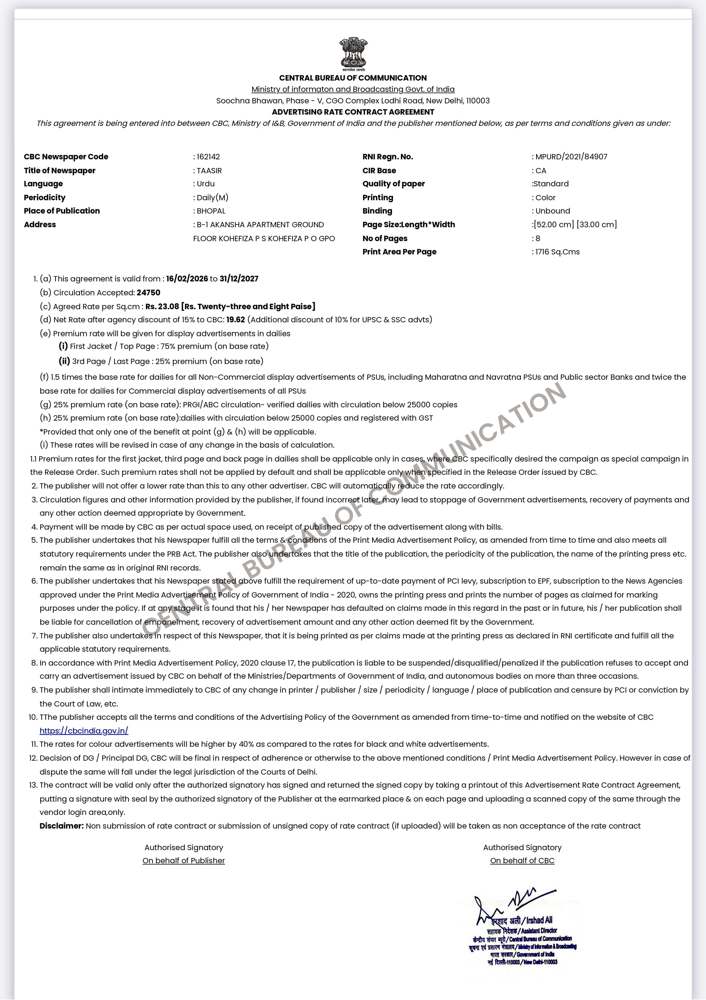 सत्यमेव जयते
CENTRAL BUREAU OF COMMUNICATION
Ministry of informaton and Broadcasting Govt. of India
Soochna Bhawan, Phase - V, CGO Complex Lodhi Road, New Delhi, 110003
ADVERTISING RATE CONTRACT AGREEMENT
This agreement is being entered into between CBC, Ministry of I&B, Government of India and the publisher mentioned below, as per terms and conditions given as under:
CBC Newspaper Code : 162142 RNI Regn. No. : MPURD/2021/84907
Title of Newspaper : TAASIR CIR Base : CA
Language : Urdu Quality of paper :Standard
Periodicity : Daily(M) Printing : Color
Place of Publication : BHOPAL Binding : Unbound
Address : B-1 AKANSHA APARTMENT GROUND Page Size:Length*Width :[52.00 cm] [33.00 cm]
FLOOR KOHEFIZA P S KOHEFIZA P O GPO No of Pages : 8
Print Area Per Page : 1716 Sq.Cms
1. (a) This agreement is valid from : 16/02/2026 to 31/12/2027
(b) Circulation Accepted: 24750
(c) Agreed Rate per Sq.cm : Rs. 23.08 [Rs. Twenty-three and Eight Paise]
(d) Net Rate after agency discount of 15% to CBC: 19.62 (Additional discount of 10% for UPSC & SSC advts)
(e) Premium rate will be given for display advertisements in dailies
(i) First Jacket / Top Page : 75% premium (on base rate)
(ii) 3rd Page / Last Page : 25% premium (on base rate)
(f) 1.5 times the base rate for dailies for all Non-Commercial display advertisements of PSUs, including Maharatna and Navratna PSUs and Public sector Banks and twice the
base rate for dailies for Commercial display advertisements of all PSUs
(g) 25% premium rate (on base rate): PRGI/ABC circulation- verified dailies with circulation below 25000 copies
(h) 25% premium rate (on base rate):dailies with circulation below 25000 copies and registered with GST
*Provided that only one of the benefit at point (g) & (h) will be applicable.
(i) These rates will be revised in case of any change in the basis of calculation.
1.1 Premium rates for the first jacket, third page and back page in dailies shall be applicable only in cases, where CBC specifically desired the campaign as special campaign in
the Release Order. Such premium rates shall not be applied by default and shall be applicable only when specified in the Release Order issued by CBC.
2. The publisher will not offer a lower rate than this to any other advertiser. CBC will automatically reduce the rate accordingly.
3. Circulation figures and other information provided by the publisher, if found incorrect later, may lead to stoppage of Government advertisements, recovery of payments and
any other action deemed appropriate by Government.
4. Payment will be made by CBC as per actual space used, on receipt of published copy of the advertisement along with bills.
5. The publisher undertakes that his Newspaper fulfill all the terms & conditions of the Print Media Advertisement Policy, as amended from time to time and also meets all
statutory requirements under the PRB Act. The publisher also undertakes that the title of the publication, the periodicity of the publication, the name of the printing press etc.
remain the same as in original RNI records.
6. The publisher undertakes that his Newspaper stated above fulfill the requirement of up-to-date payment of PCI levy, subscription to EPF, subscription to the News Agencies
approved under the Print Media Advertisement Policy of Government of India - 2020, owns the printing press and prints the number of pages as claimed for marking
purposes under the policy. If at any stage it is found that his / her Newspaper has defaulted on claims made in this regard in the past or in future, his / her publication shall
be liable for cancellation of empanelment, recovery of advertisement amount and any other action deemed fit by the Government.
7. The publisher also undertakes in respect of this Newspaper, that it is being printed as per claims made at the printing press as declared in RNI certificate and fulfill all the
applicable statutory requirements.
8. In accordance with Print Media Advertisement Policy, 2020 clause 17, the publication is liable to be suspended/disqualified/penalized if the publication refuses to accept and
carry an advertisement issued by CBC on behalf of the Ministries/Departments of Government of India, and autonomous bodies on more than three occasions.
9. The publisher shall intimate immediately to CBC of any change in printer / publisher / size / periodicity / language / place of publication and censure by PCI or conviction by
the Court of Law, etc.
10. TThe publisher accepts all the terms and conditions of the Advertising Policy of the Government as amended from time-to-time and notified on the website of CBC
https://cbcindia.gov.in/
11. The rates for colour advertisements will be higher by 40% as compared to the rates for black and white advertisements.
12. Decision of DG / Principal DG, CBC will be final in respect of adherence or otherwise to the above mentioned conditions / Print Media Advertisement Policy. However in case of
dispute the same will fall under the legal jurisdiction of the Courts of Delhi.
13. The contract will be valid only after the authorized signatory has signed and returned the signed copy by taking a printout of this Advertisement Rate Contract Agreement,
putting a signature with seal by the authorized signatory of the Publisher at the earmarked place & on each page and uploading a scanned copy of the same through the
vendor login area,only.
Disclaimer: Non submission of rate contract or submission of unsigned copy of rate contract (if uploaded) will be taken as non acceptance of the rate contract
CENTRAL BUREAU OF COMMUNICATION
Authorised Signatory Authorised Signatory
On behalf of Publisher On behalf of CBC
इरशाद अली/Irshad Ali
सहायक निदेशक/Assistant Director
केन्द्रीय संचार ब्यूरो/Central Bureau of Communication
सूचना एवं प्रसारण मंत्रालय/Ministry of Information & Broadcasting
भारत सरकार/Government of India
नई दिल्ली-110003/New Delhi-110003